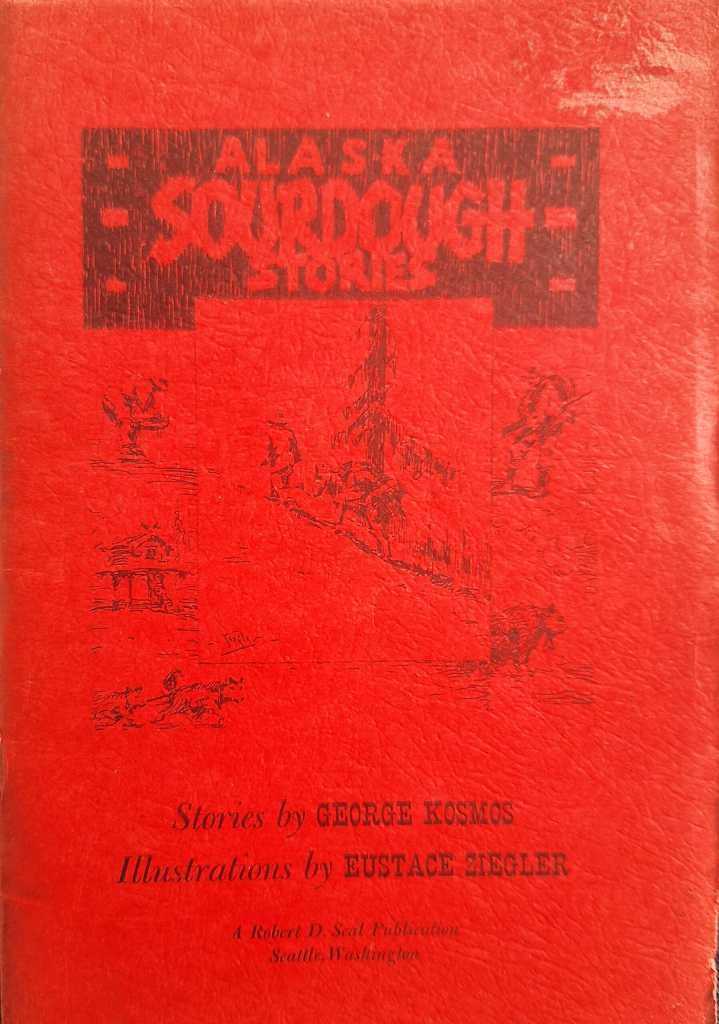 ALASKA
SOURDOUGH
STORIES
Stories by GEORGE KOSMOS
Illustrations by EUSTACE ZIEGLER
A Robert D. Seal Publication
Seattle, Washington